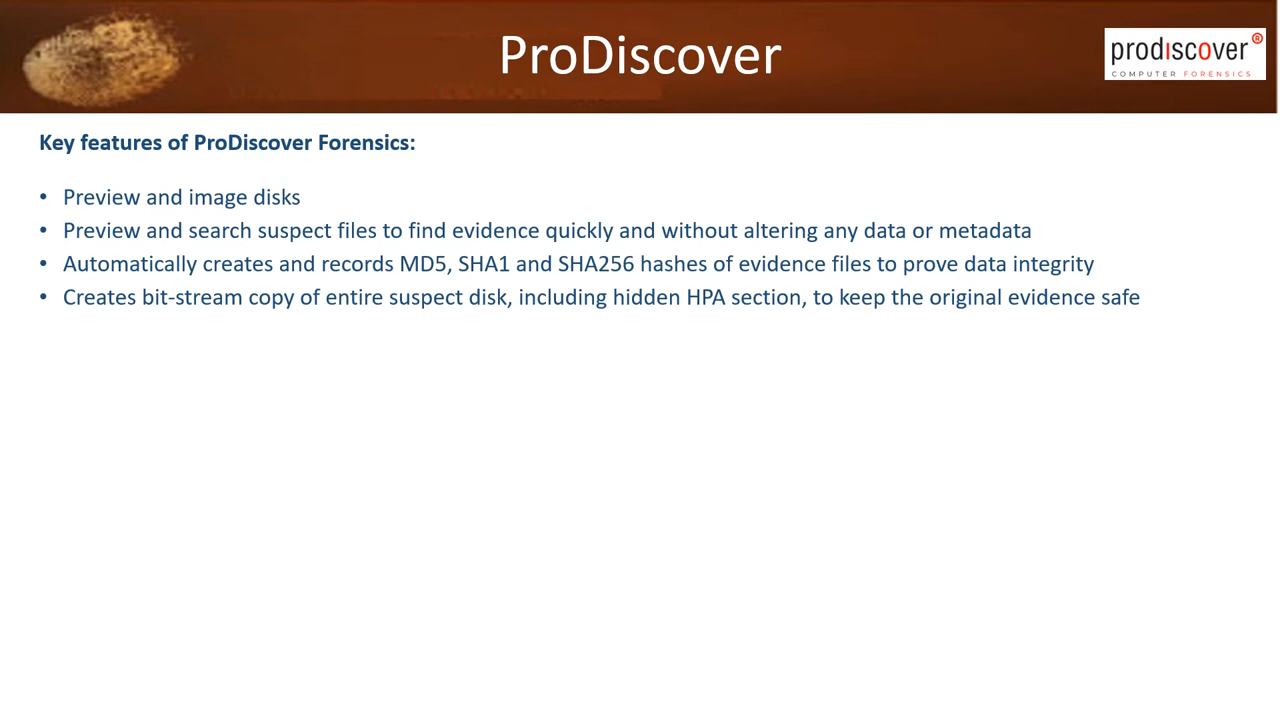 ProDiscover
prodiscover®
COMPUTER FORENSICS
Key features of ProDiscover Forensics:
• Preview and image disks
• Preview and search suspect files to find evidence quickly and without altering any data or metadata
• Automatically creates and records MD5, SHA1 and SHA256 hashes of evidence files to prove data integrity
• Creates bit-stream copy of entire suspect disk, including hidden HPA section, to keep the original evidence safe